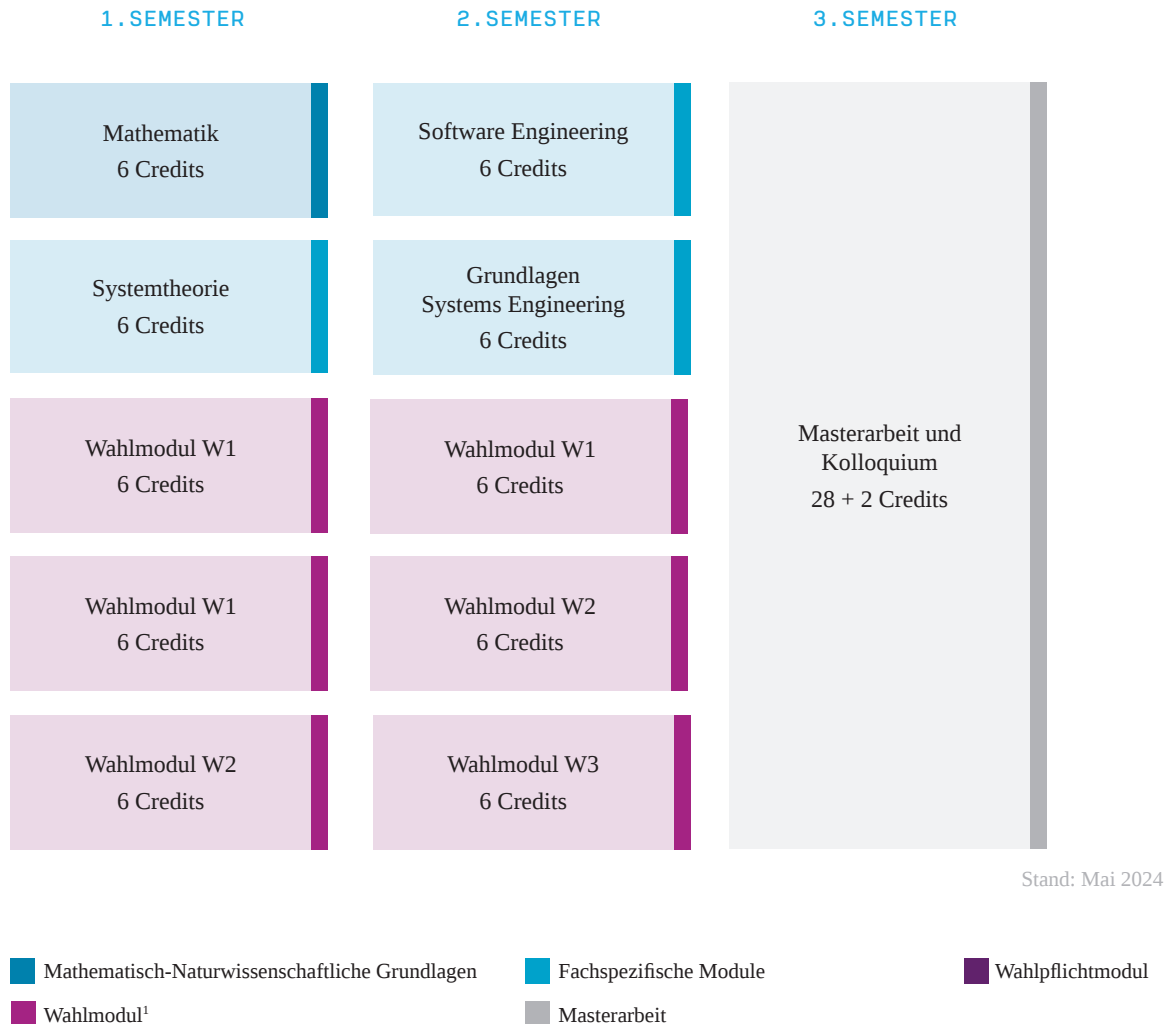 1.SEMESTER
2.SEMESTER
3.SEMESTER
Mathematik
6 Credits
Software Engineering
6 Credits
Systemtheorie
6 Credits
Grundlagen
Systems Engineering
6 Credits
Wahlmodul W1
6 Credits
Wahlmodul W1
6 Credits
Masterarbeit und
Kolloquium
28 + 2 Credits
Wahlmodul W1
6 Credits
Wahlmodul W2
6 Credits
Wahlmodul W2
6 Credits
Wahlmodul W3
6 Credits
Stand: Mai 2024
Mathematisch-Naturwissenschaftliche Grundlagen
Fachspezifische Module
Wahlpflichtmodul
Wahlmodul¹
Masterarbeit